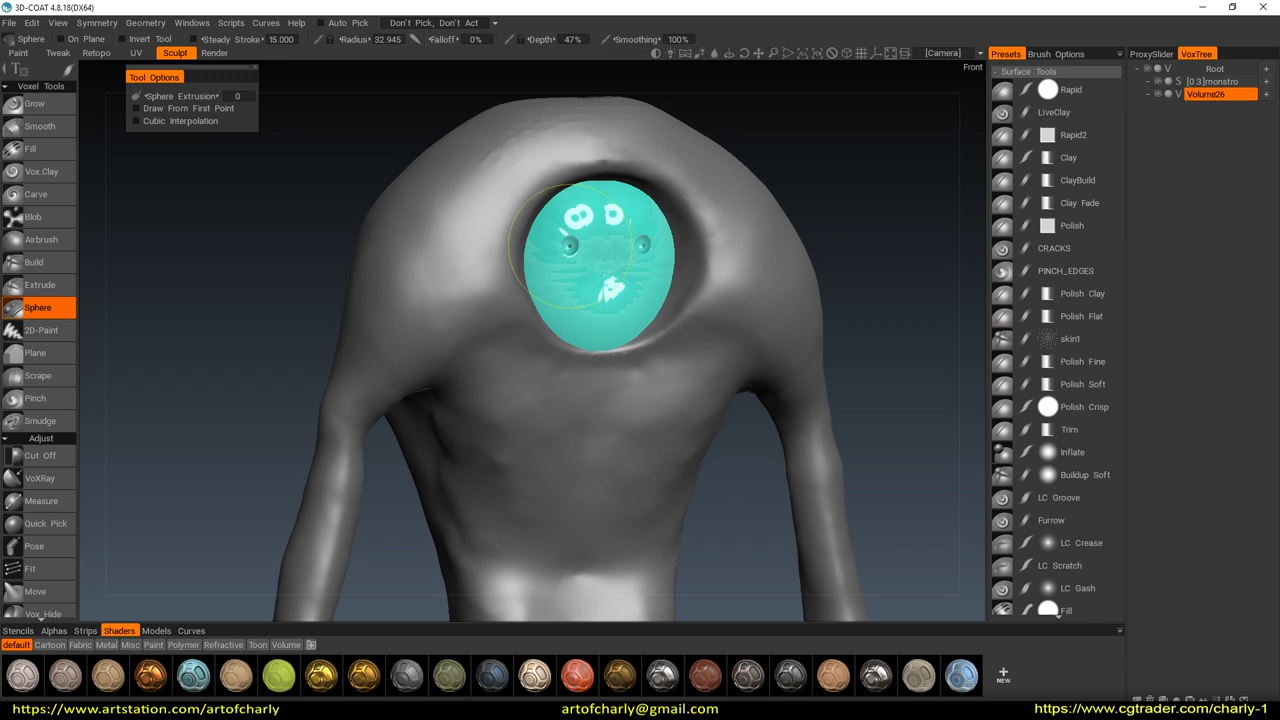 3D-COAT 4.8.18(DX64)
File Edit View Symmetry Geometry Windows Scripts Curves Help Auto Pick Don't Pick, Don't Act
Sphere On Plane Invert Tool Steady Stroke 15.000 Radius 32.945 Falloff 0% Depth 47% Smoothing 100%
Paint Tweak Retopo UV Sculpt Render [Camera] Presets Brush Options ProxySlider VoxTree
Front
Tool Options
Sphere Extrusion 0
Draw From First Point
Cubic Interpolation
Voxel Tools
Grow
Smooth
Fill
Vox.Clay
Carve
Blob
Airbrush
Build
Extrude
Sphere
2D-Paint
Plane
Scrape
Pinch
Smudge
Adjust
Cut Off
VoXRay
Measure
Quick Pick
Pose
Fit
Move
Vox_Hide
Surface Tools
Rapid
LiveClay
Rapid2
Clay
ClayBuild
Clay Fade
Polish
CRACKS
PINCH_EDGES
Polish Clay
Polish Flat
skin1
Polish Fine
Polish Soft
Polish Crisp
Trim
Inflate
Buildup Soft
LC Groove
Furrow
LC Crease
LC Scratch
LC Gash
Fill
V Root +
S [0.3]monstro +
V Volume26 +
Stencils Alphas Strips Shaders Models Curves
default Cartoon Fabric Metal Misc Paint Polymer Refractive Toon Volume
NEW
https://www.artstation.com/artofcharly artofcharly@gmail.com https://www.cgtrader.com/charly-1